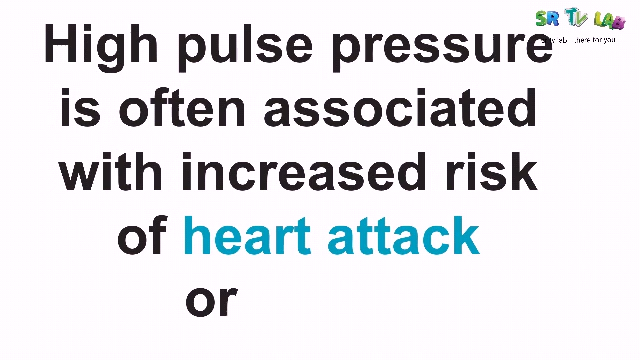 SR TV LAB
High pulse pressure
is often associated
with increased risk
of heart attack
or